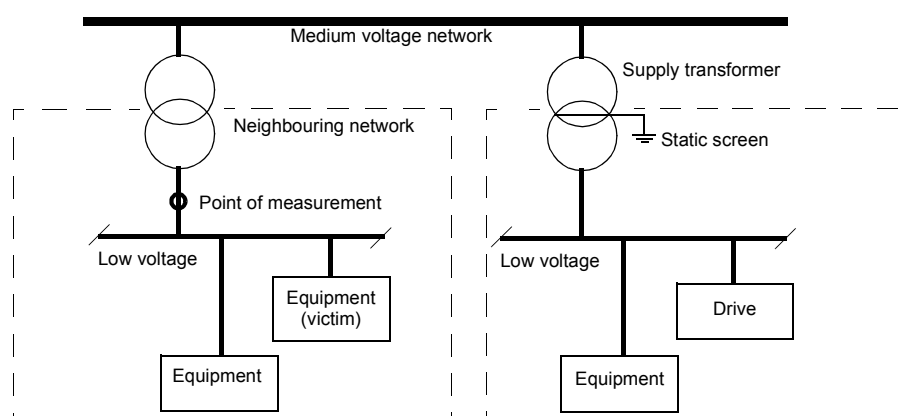 Medium voltage network
Supply transformer
Neighbouring network
Static screen
Point of measurement
Low voltage
Low voltage
Equipment
(victim)
Drive
Equipment
Equipment